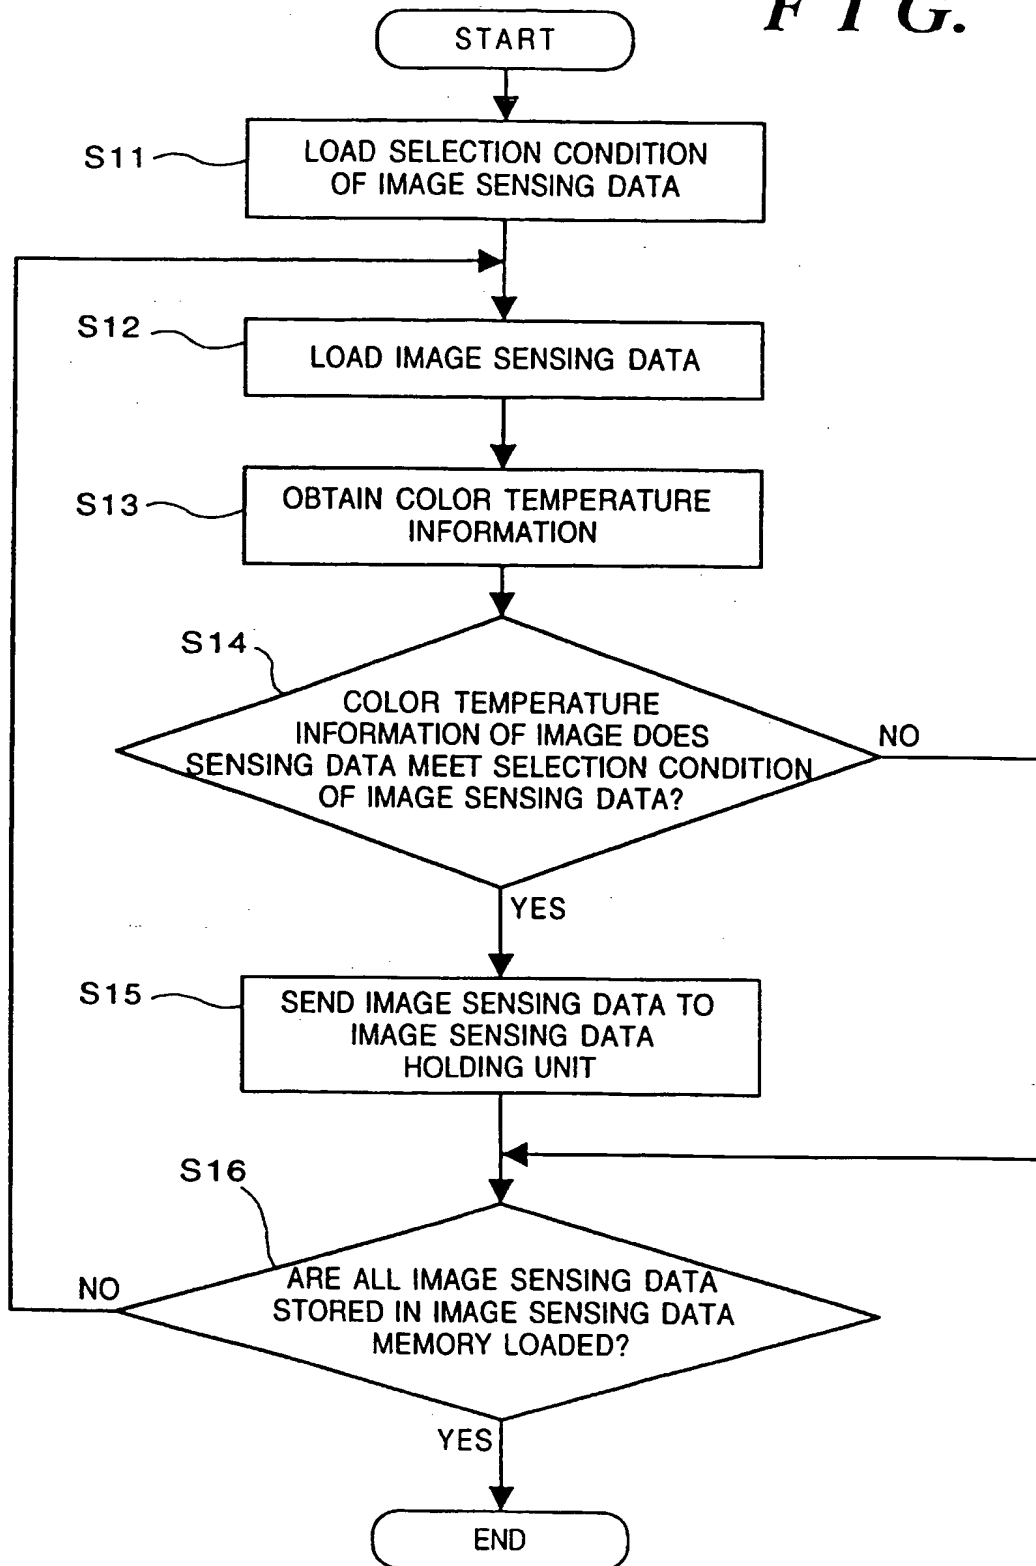 FIG.
START
S11
LOAD SELECTION CONDITION
OF IMAGE SENSING DATA
S12
LOAD IMAGE SENSING DATA
S13
OBTAIN COLOR TEMPERATURE
INFORMATION
S14
COLOR TEMPERATURE
INFORMATION OF IMAGE DOES
SENSING DATA MEET SELECTION CONDITION
OF IMAGE SENSING DATA?
NO
YES
S15
SEND IMAGE SENSING DATA TO
IMAGE SENSING DATA
HOLDING UNIT
S16
ARE ALL IMAGE SENSING DATA
STORED IN IMAGE SENSING DATA
MEMORY LOADED?
NO
YES
END